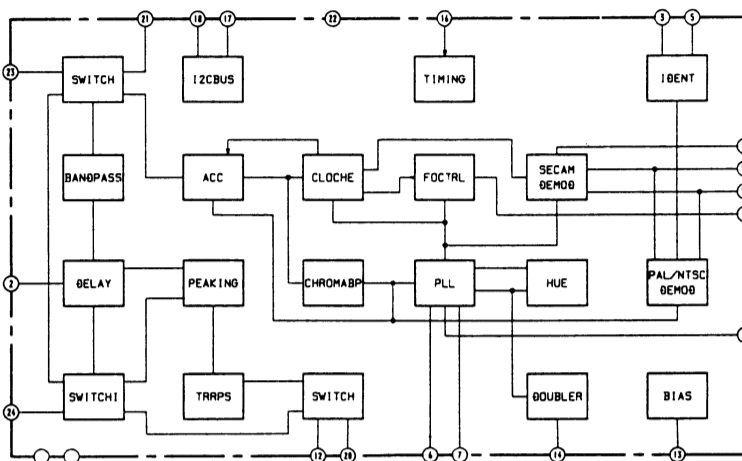 21 18 17 22 16 3 5
23
SWITCH I2CBUS TIMING IDENT
BANDPASS ACC CLOCHE FOCTRL SECAM
DEMOD
2 DELAY PEAKING CHROMABP PLL HUE PAL/NTSC
DEMOD
24 SWITCH1 TRAPS SWITCH DOUBLER BIAS
12 20 6 7 14 13